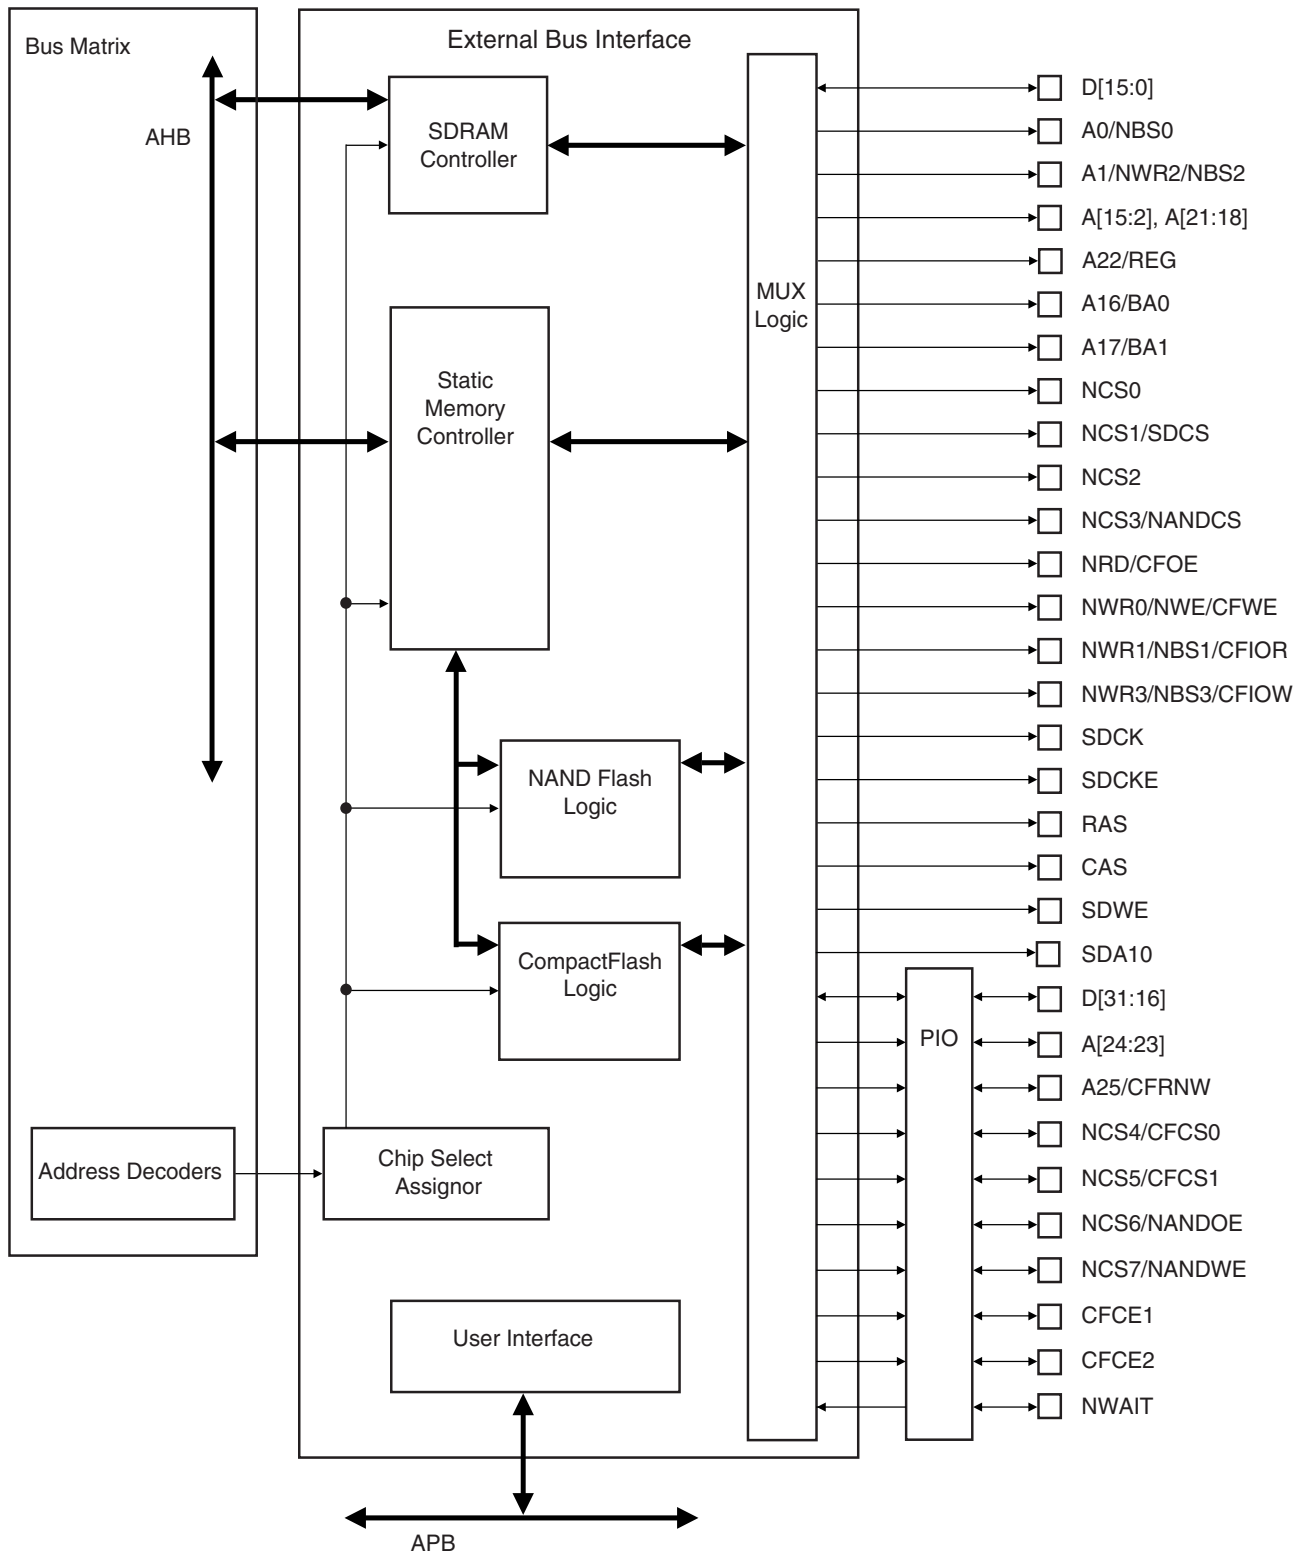 Bus Matrix
External Bus Interface
AHB
SDRAM
Controller
MUX
Logic
Static
Memory
Controller
NAND Flash
Logic
CompactFlash
Logic
PIO
Address Decoders
Chip Select
Assignor
User Interface
APB
D[15:0]
A0/NBS0
A1/NWR2/NBS2
A[15:2], A[21:18]
A22/REG
A16/BA0
A17/BA1
NCS0
NCS1/SDCS
NCS2
NCS3/NANDCS
NRD/CFOE
NWR0/NWE/CFWE
NWR1/NBS1/CFIOR
NWR3/NBS3/CFIOW
SDCK
SDCKE
RAS
CAS
SDWE
SDA10
D[31:16]
A[24:23]
A25/CFRNW
NCS4/CFCS0
NCS5/CFCS1
NCS6/NANDOE
NCS7/NANDWE
CFCE1
CFCE2
NWAIT